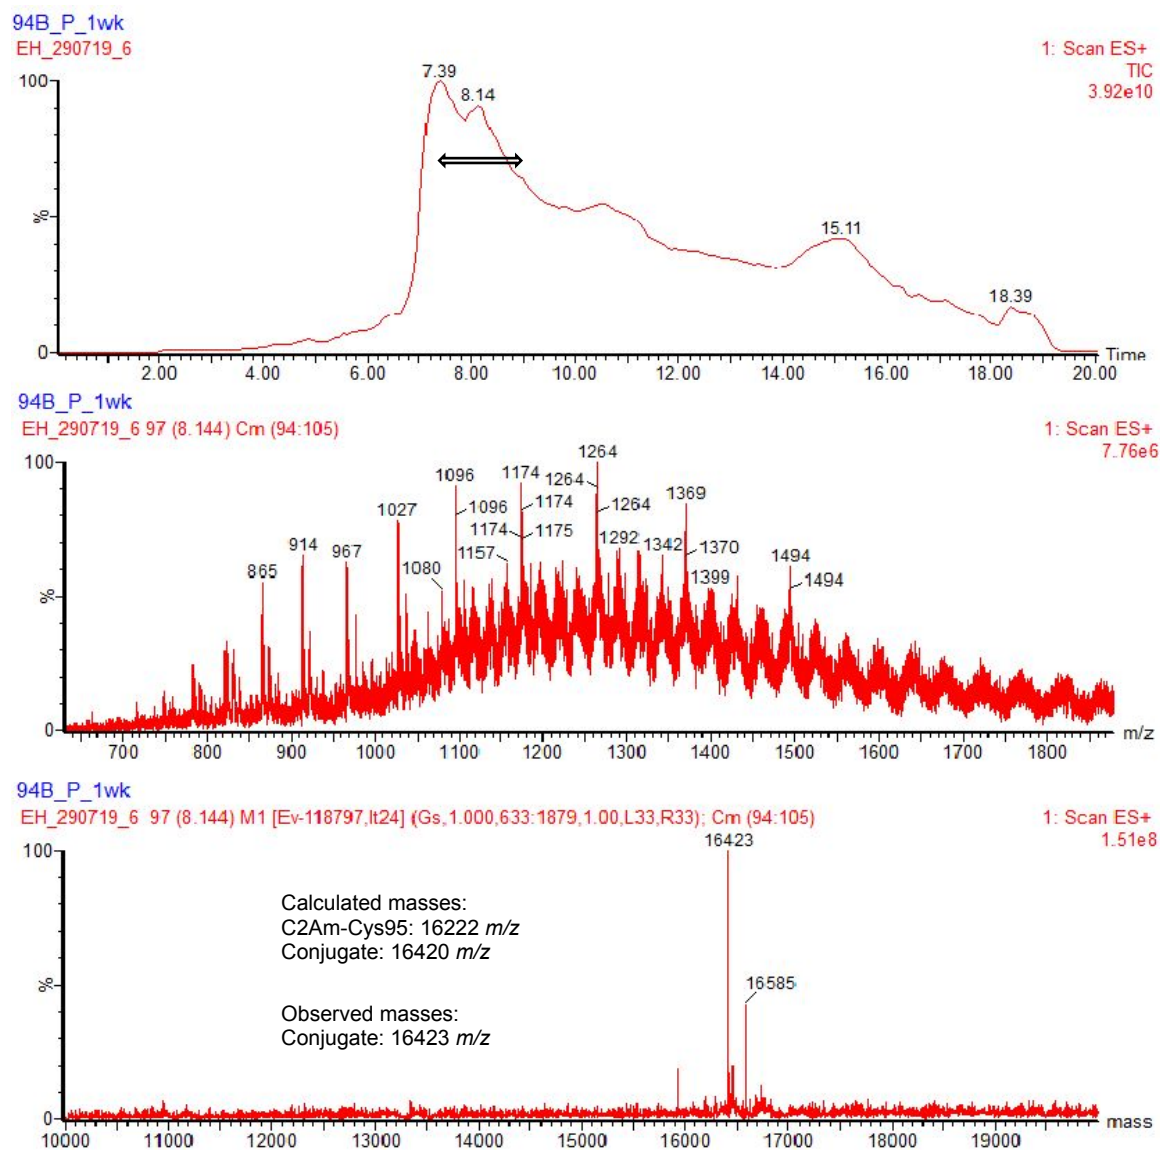 94B_P_1wk
EH_290719_6
1: Scan ES+
TIC
3.92e10
100
%
0
7.39
8.14
15.11
18.39
2.00 4.00 6.00 8.00 10.00 12.00 14.00 16.00 18.00 20.00
Time
94B_P_1wk
EH_290719_6 97 (8.144) Cm (94:105)
1: Scan ES+
7.76e6
100
%
0
865
914
967
1027
1080
1096
1096
1157
1174
1174
1174
1175
1264
1264
1264
1292
1342
1369
1370
1399
1494
1494
700 800 900 1000 1100 1200 1300 1400 1500 1600 1700 1800
m/z
94B_P_1wk
EH_290719_6 97 (8.144) M1 [Ev-118797,It24] (Gs,1.000,633:1879,1.00,L33,R33); Cm (94:105)
1: Scan ES+
1.51e8
100
%
0
16423
16585
Calculated masses:
C2Am-Cys95: 16222 m/z
Conjugate: 16420 m/z
Observed masses:
Conjugate: 16423 m/z
10000 11000 12000 13000 14000 15000 16000 17000 18000 19000
mass